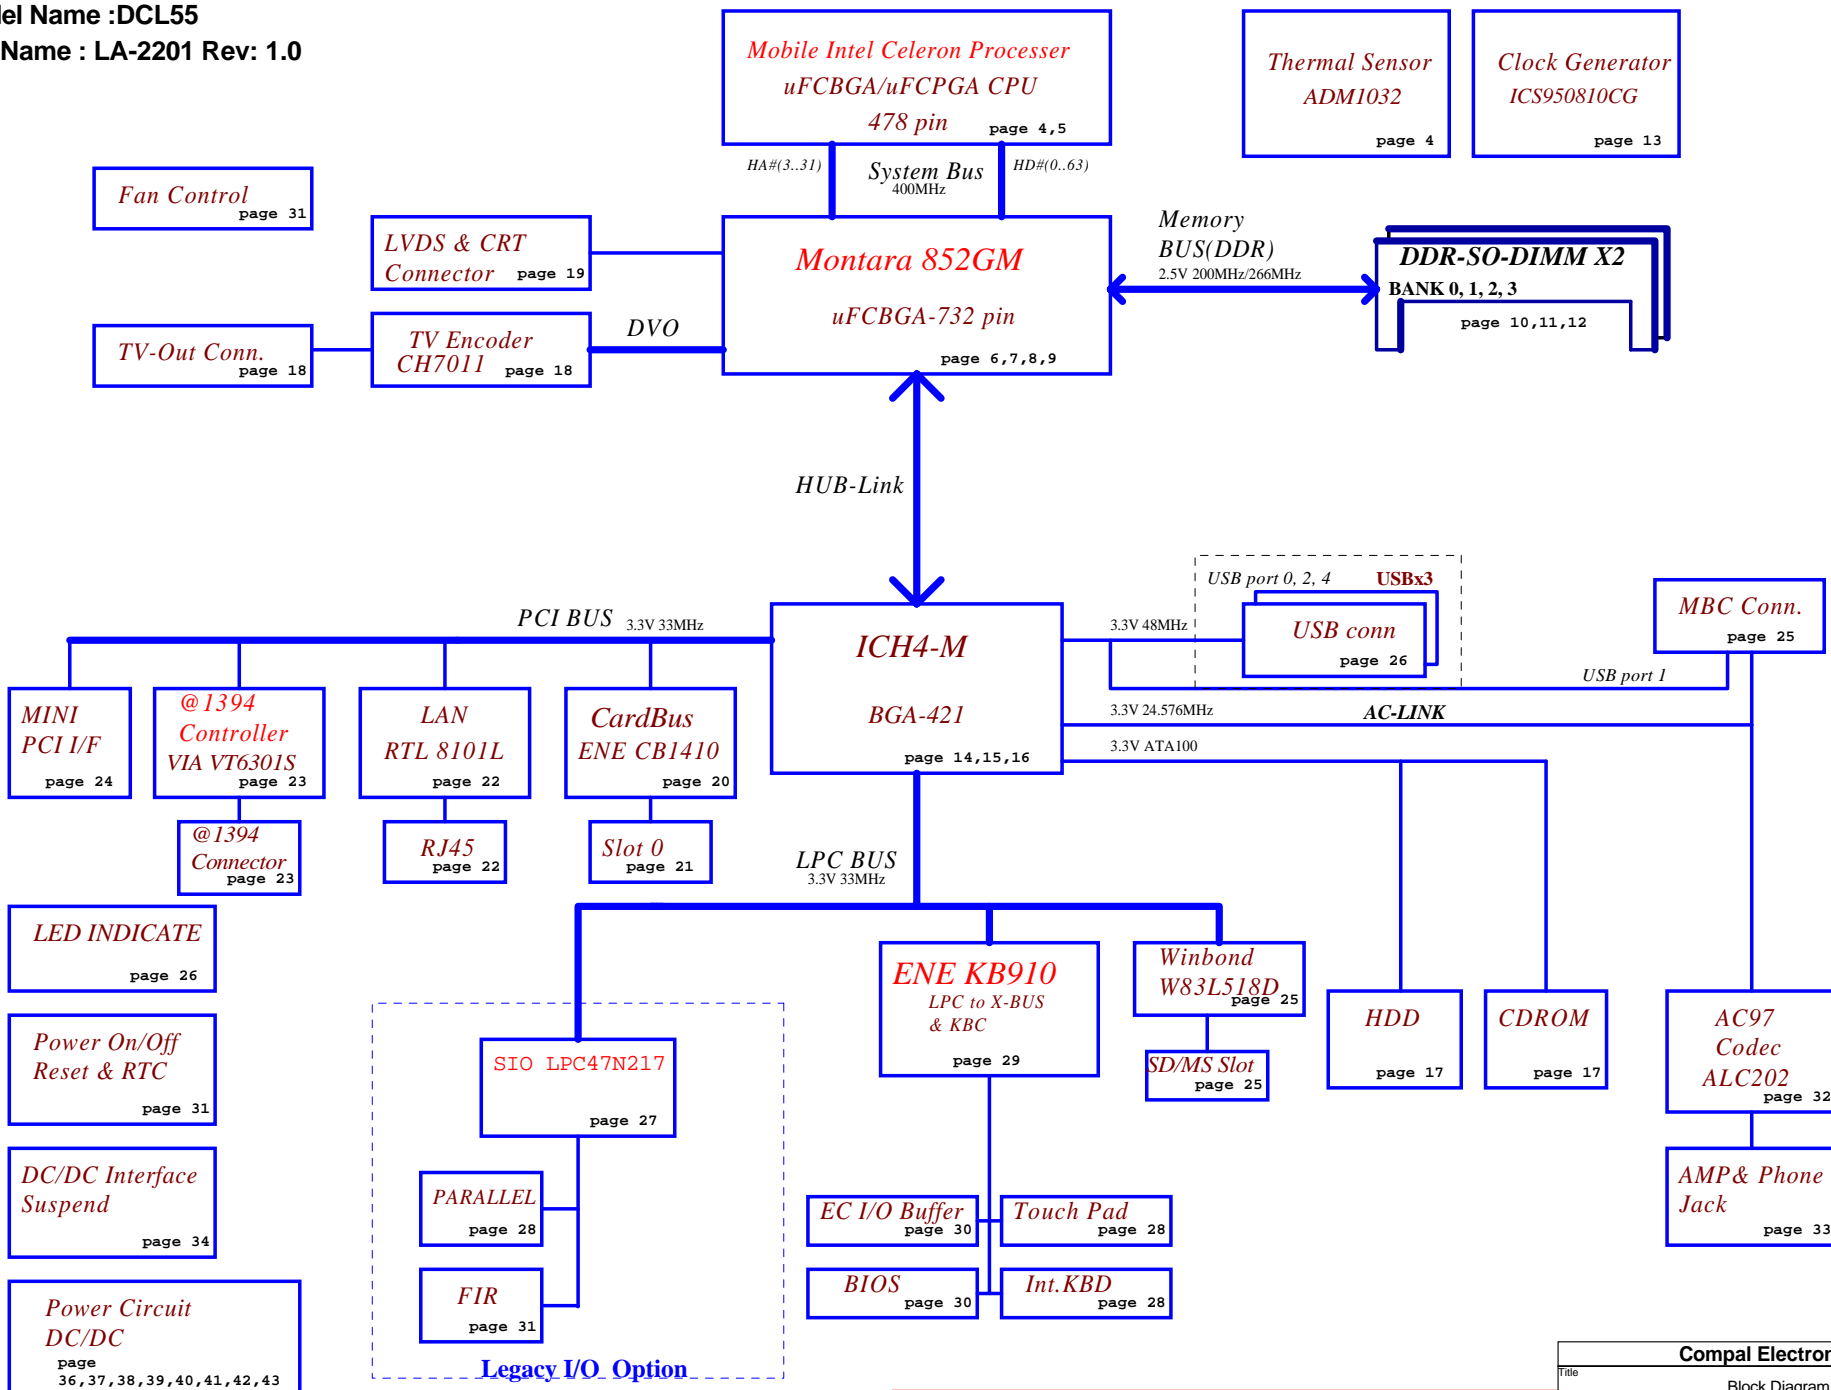 el Name :DCL55
Name : LA-2201 Rev: 1.0
Mobile Intel Celeron Processer
uFCBGA/uFCPGA CPU
478 pin page 4,5
Thermal Sensor
ADM1032
page 4
Clock Generator
ICS950810CG
page 13
HA#(3..31)
System Bus
400MHz
HD#(0..63)
Fan Control
page 31
LVDS & CRT
Connector page 19
Montara 852GM
uFCBGA-732 pin
page 6,7,8,9
Memory
BUS(DDR)
2.5V 200MHz/266MHz
DDR-SO-DIMM X2
BANK 0, 1, 2, 3
page 10,11,12
TV-Out Conn.
page 18
TV Encoder
CH7011 page 18
DVO
HUB-Link
USB port 0, 2, 4 USBx3
USB conn
page 26
MBC Conn.
page 25
PCI BUS 3.3V 33MHz
ICH4-M
BGA-421
page 14,15,16
3.3V 48MHz
USB port 1
3.3V 24.576MHz AC-LINK
3.3V ATA100
MINI
PCI I/F
page 24
@1394
Controller
VIA VT6301S
page 23
LAN
RTL 8101L
page 22
CardBus
ENE CB1410
page 20
@1394
Connector
page 23
RJ45
page 22
Slot 0
page 21
LPC BUS
3.3V 33MHz
LED INDICATE
page 26
Power On/Off
Reset & RTC
page 31
DC/DC Interface
Suspend
page 34
Power Circuit
DC/DC
page
36,37,38,39,40,41,42,43
SIO LPC47N217
page 27
PARALLEL
page 28
FIR
page 31
Legacy I/O Option
ENE KB910
LPC to X-BUS
& KBC
page 29
Winbond
W83L518D
page 25
SD/MS Slot
page 25
HDD
page 17
CDROM
page 17
AC97
Codec
ALC202
page 32
AMP & Phone
Jack
page 33
EC I/O Buffer
page 30
Touch Pad
page 28
BIOS
page 30
Int.KBD
page 28
Compal Electron
Title
Block Diagram